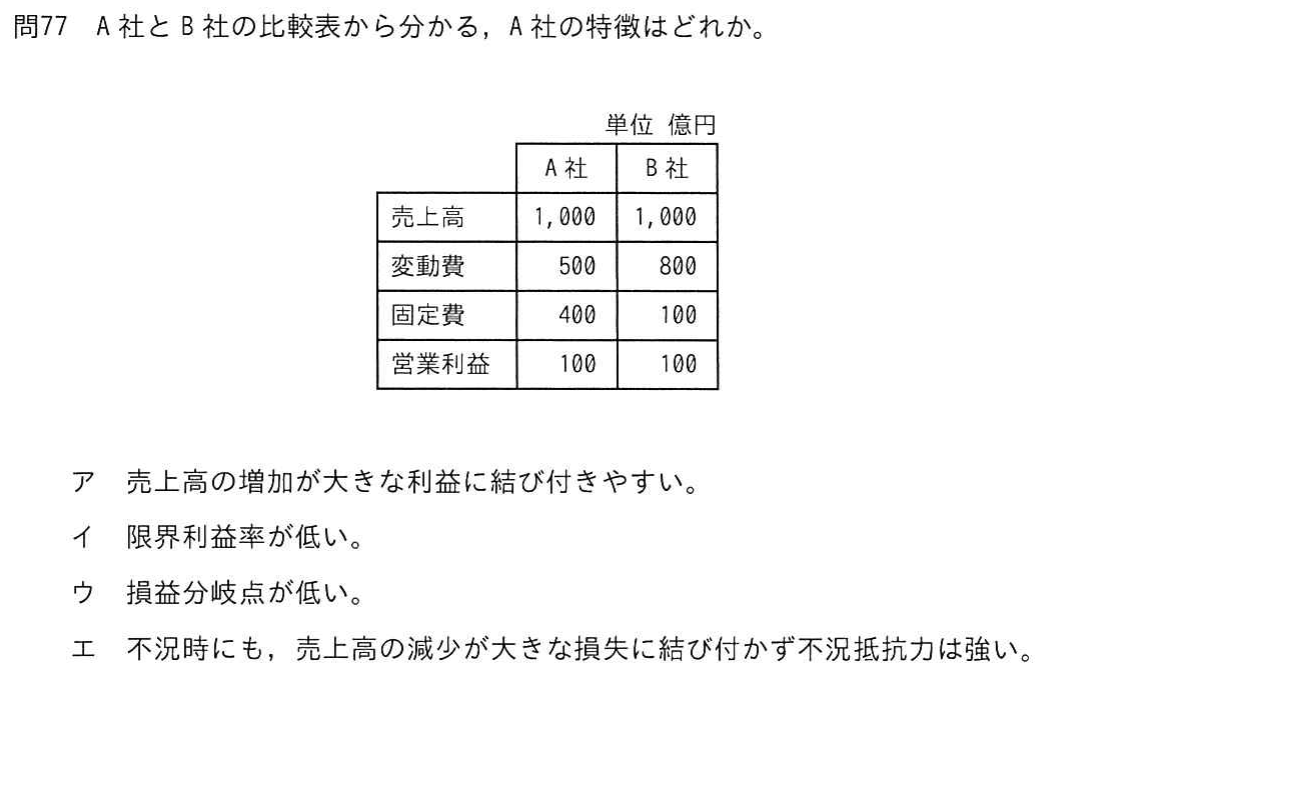 問77　A社とB社の比較表から分かる，A社の特徴はどれか。
単位 億円
A社 B社
売上高 1,000 1,000
変動費 500 800
固定費 400 100
営業利益 100 100
ア　売上高の増加が大きな利益に結び付きやすい。
イ　限界利益率が低い。
ウ　損益分岐点が低い。
エ　不況時にも，売上高の減少が大きな損失に結び付かず不況抵抗力は強い。